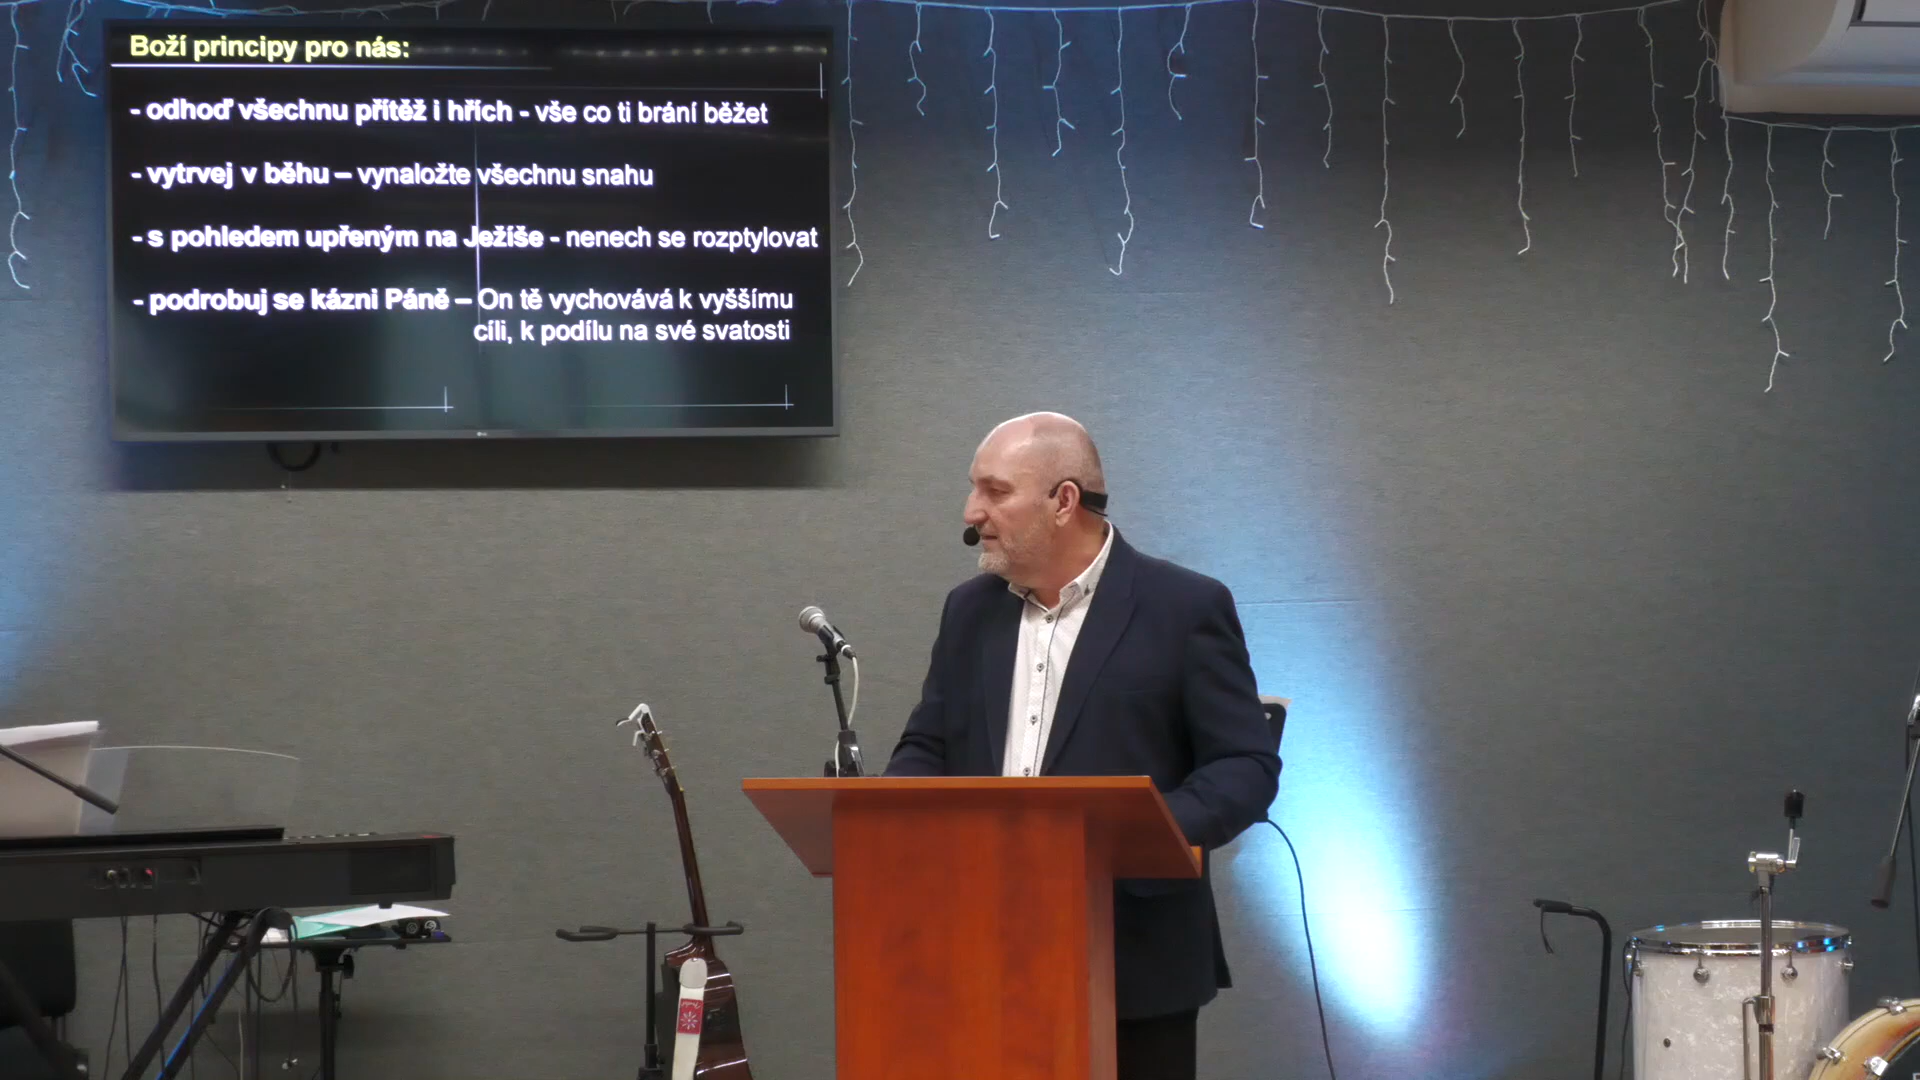 Boží principy pro nás:
- odhoď všechnu přítěž i hřích - vše co ti brání běžet
- vytrvej v běhu – vynaložte všechnu snahu
- s pohledem upřeným na Ježíše - nenech se rozptylovat
- podrobuj se kázni Páně – On tě vychovává k vyššímu
cíli, k podílu na své svatosti